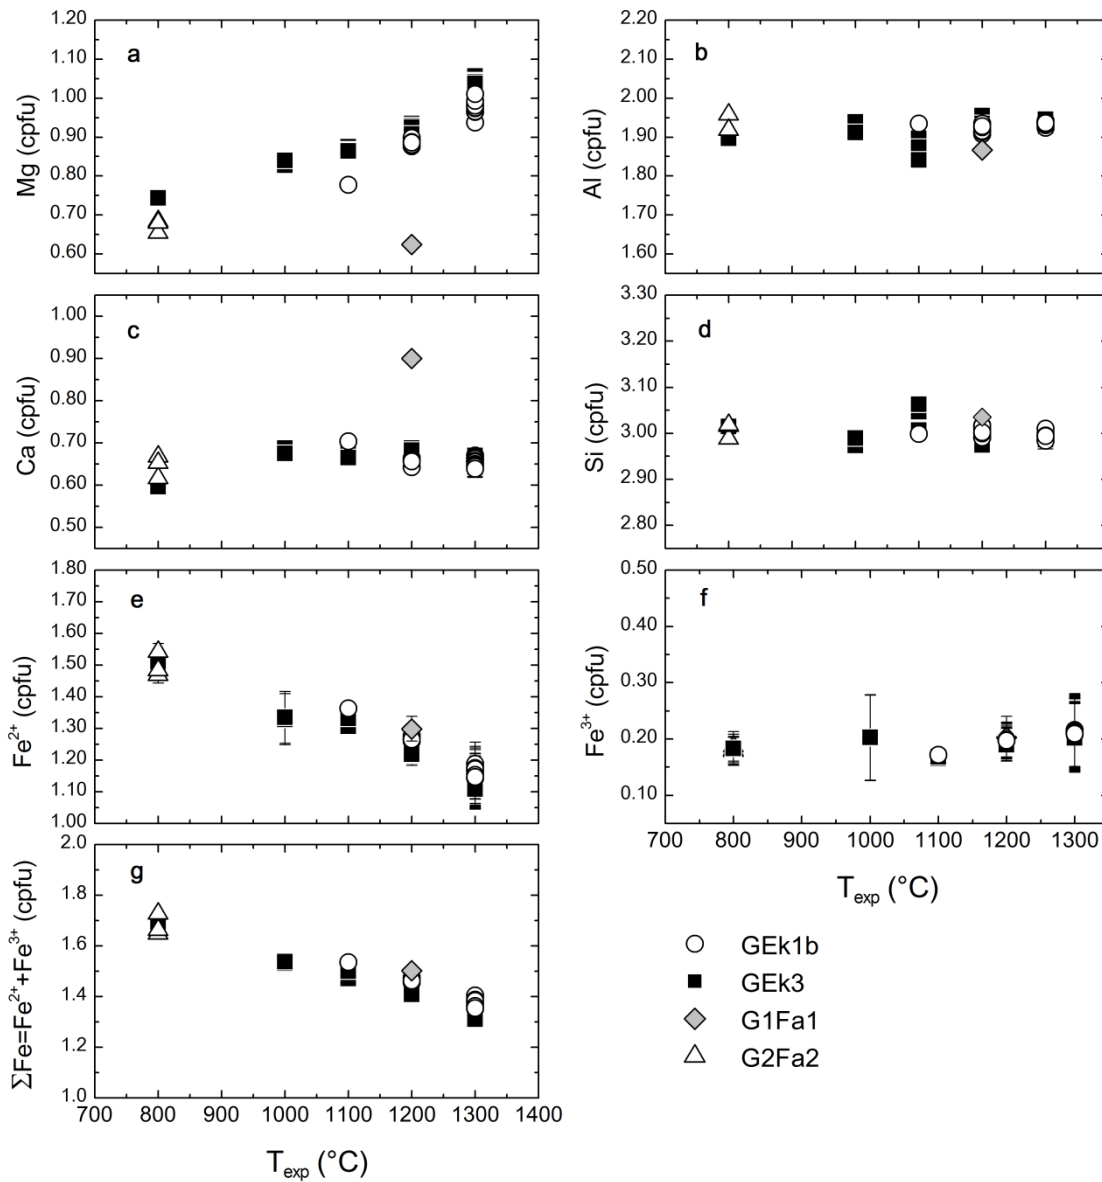 a
Mg (cpfu)
1.20
1.10
1.00
0.90
0.80
0.70
0.60
b
Al (cpfu)
2.20
2.10
2.00
1.90
1.80
1.70
1.60
c
Ca (cpfu)
1.00
0.90
0.80
0.70
0.60
0.50
d
Si (cpfu)
3.30
3.20
3.10
3.00
2.90
2.80
e
Fe²⁺ (cpfu)
1.80
1.70
1.60
1.50
1.40
1.30
1.20
1.10
1.00
f
Fe³⁺ (cpfu)
0.50
0.40
0.30
0.20
0.10
700 800 900 1000 1100 1200 1300
T_exp (°C)
g
ΣFe=Fe²⁺+Fe³⁺ (cpfu)
2.0
1.8
1.6
1.4
1.2
1.0
700 800 900 1000 1100 1200 1300 1400
T_exp (°C)
GEk1b
GEk3
G1Fa1
G2Fa2